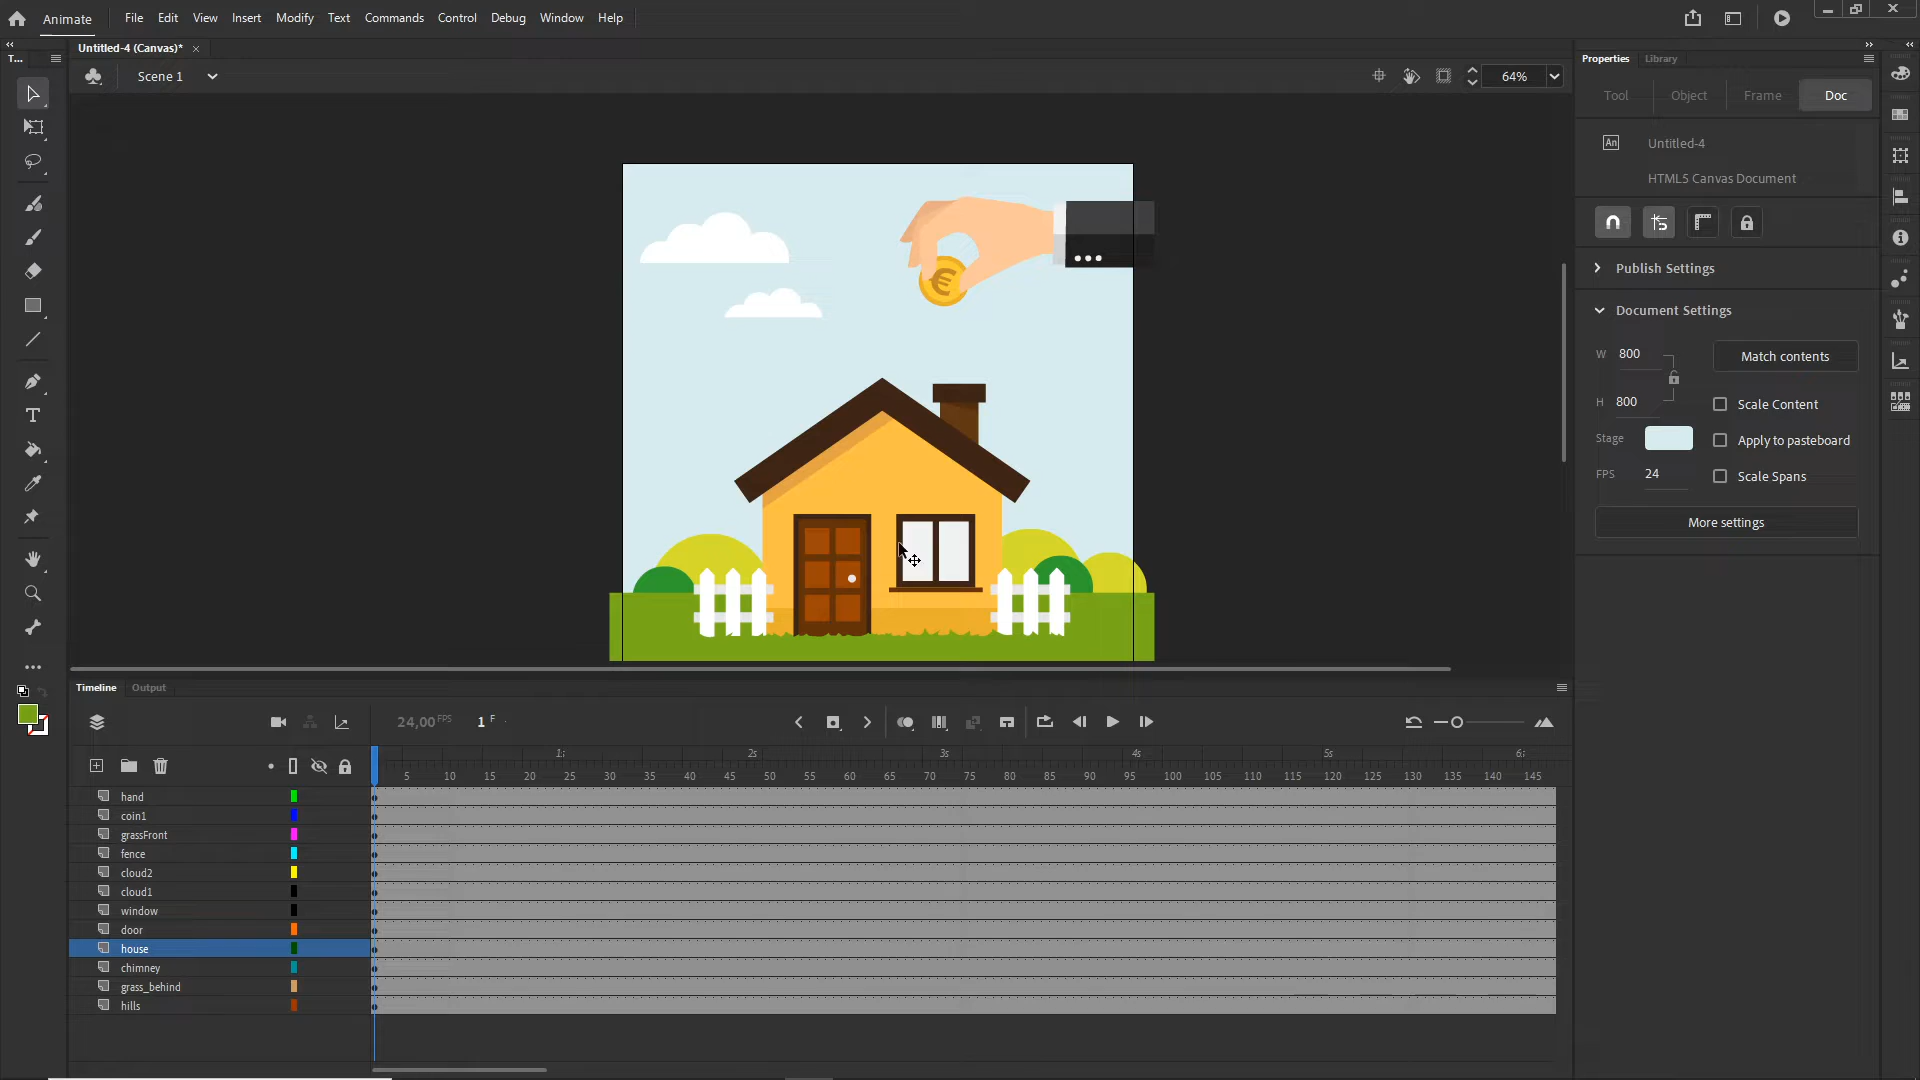 Animate File Edit View Insert Modify Text Commands Control Debug Window Help
Untitled-4 (Canvas)* ×
T...
Scene 1 64%
Properties Library
Tool Object Frame Doc
An Untitled-4
HTML5 Canvas Document
Publish Settings
Document Settings
W 800 Match contents
H 800 Scale Content
Stage Apply to pasteboard
FPS 24 Scale Spans
More settings
€
Timeline Output
24,00 FPS 1 F
2s 3s 4s 5s
5 10 15 20 25 30 35 40 45 50 55 60 65 70 75 80 85 90 95 100 105 110 115 120 125 130 135 140 145
hand
coin1
grassFront
fence
cloud2
cloud1
window
door
house
chimney
grass_behind
hills